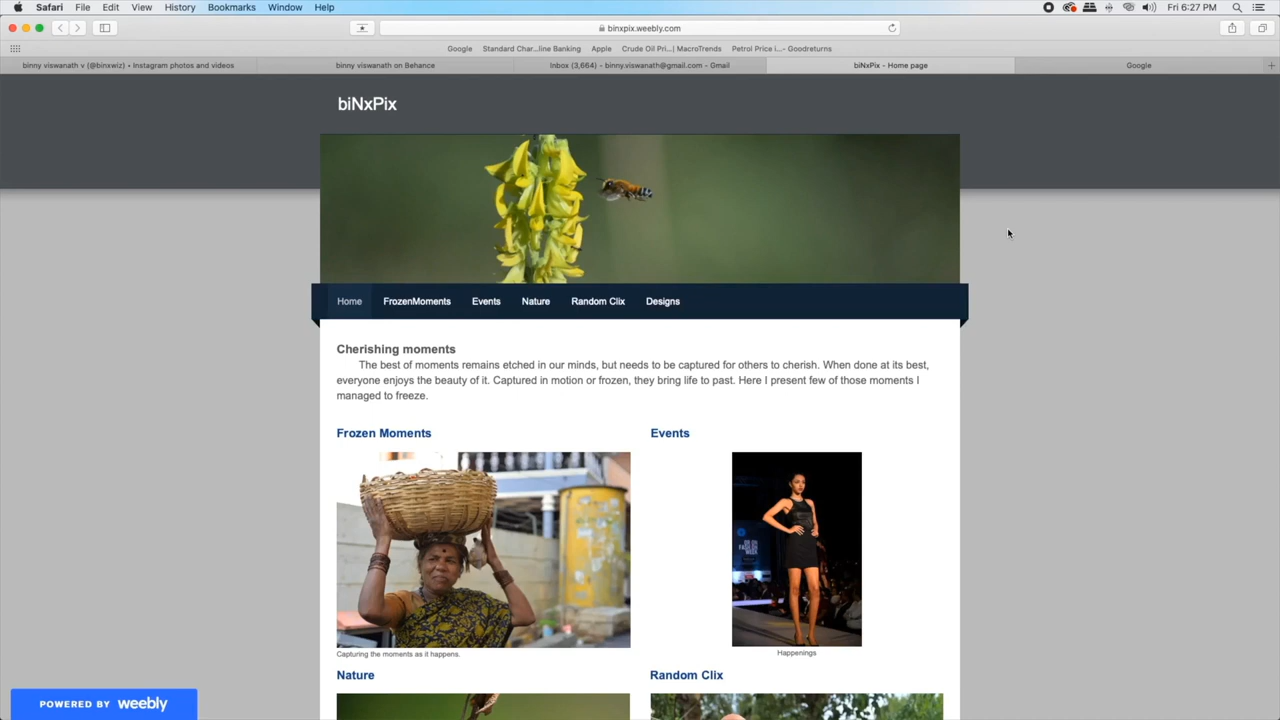 Safari File Edit View History Bookmarks Window Help Fri 6:27 PM
binxpix.weebly.com
Google Standard Char...line Banking Apple Crude Oil Pri...| MacroTrends Petrol Price i...- Goodreturns
binny viswanath v (@binxwiz) • Instagram photos and videos binny viswanath on Behance Inbox (3,664) - binny.viswanath@gmail.com - Gmail biNxPix - Home page Google
biNxPix
Home FrozenMoments Events Nature Random Clix Designs
Cherishing moments
The best of moments remains etched in our minds, but needs to be captured for others to cherish. When done at its best,
everyone enjoys the beauty of it. Captured in motion or frozen, they bring life to past. Here I present few of those moments I
managed to freeze.
Frozen Moments Events
Capturing the moments as it happens.
Happenings
Nature Random Clix
POWERED BY weebly